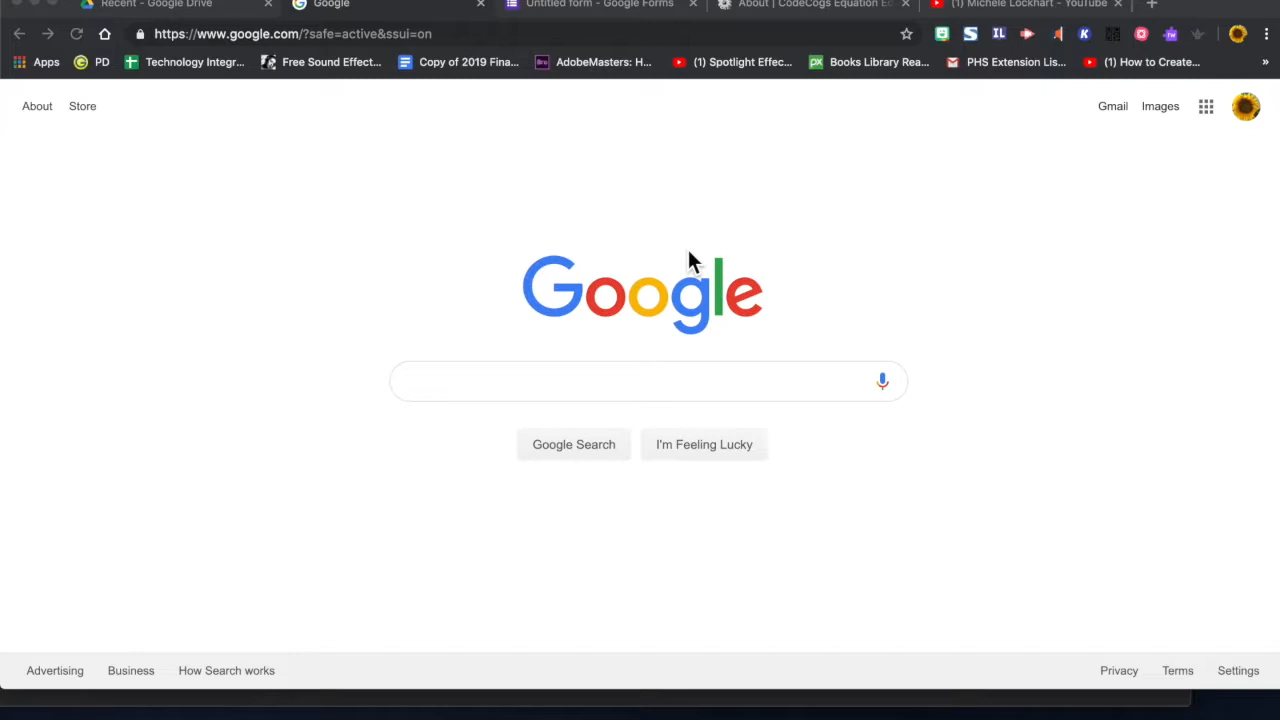 Recent - Google Drive
Google
Untitled form - Google Forms
About | CodeCogs Equation Ed
(1) Michele Lockhart - YouTube
https://www.google.com/?safe=active&ssui=on
Apps
PD
Technology Integr...
Free Sound Effect...
Copy of 2019 Fina...
AdobeMasters: H...
(1) Spotlight Effec...
Books Library Rea...
PHS Extension Lis...
(1) How to Create...
About
Store
Gmail
Images
Google
Google Search
I'm Feeling Lucky
Advertising
Business
How Search works
Privacy
Terms
Settings